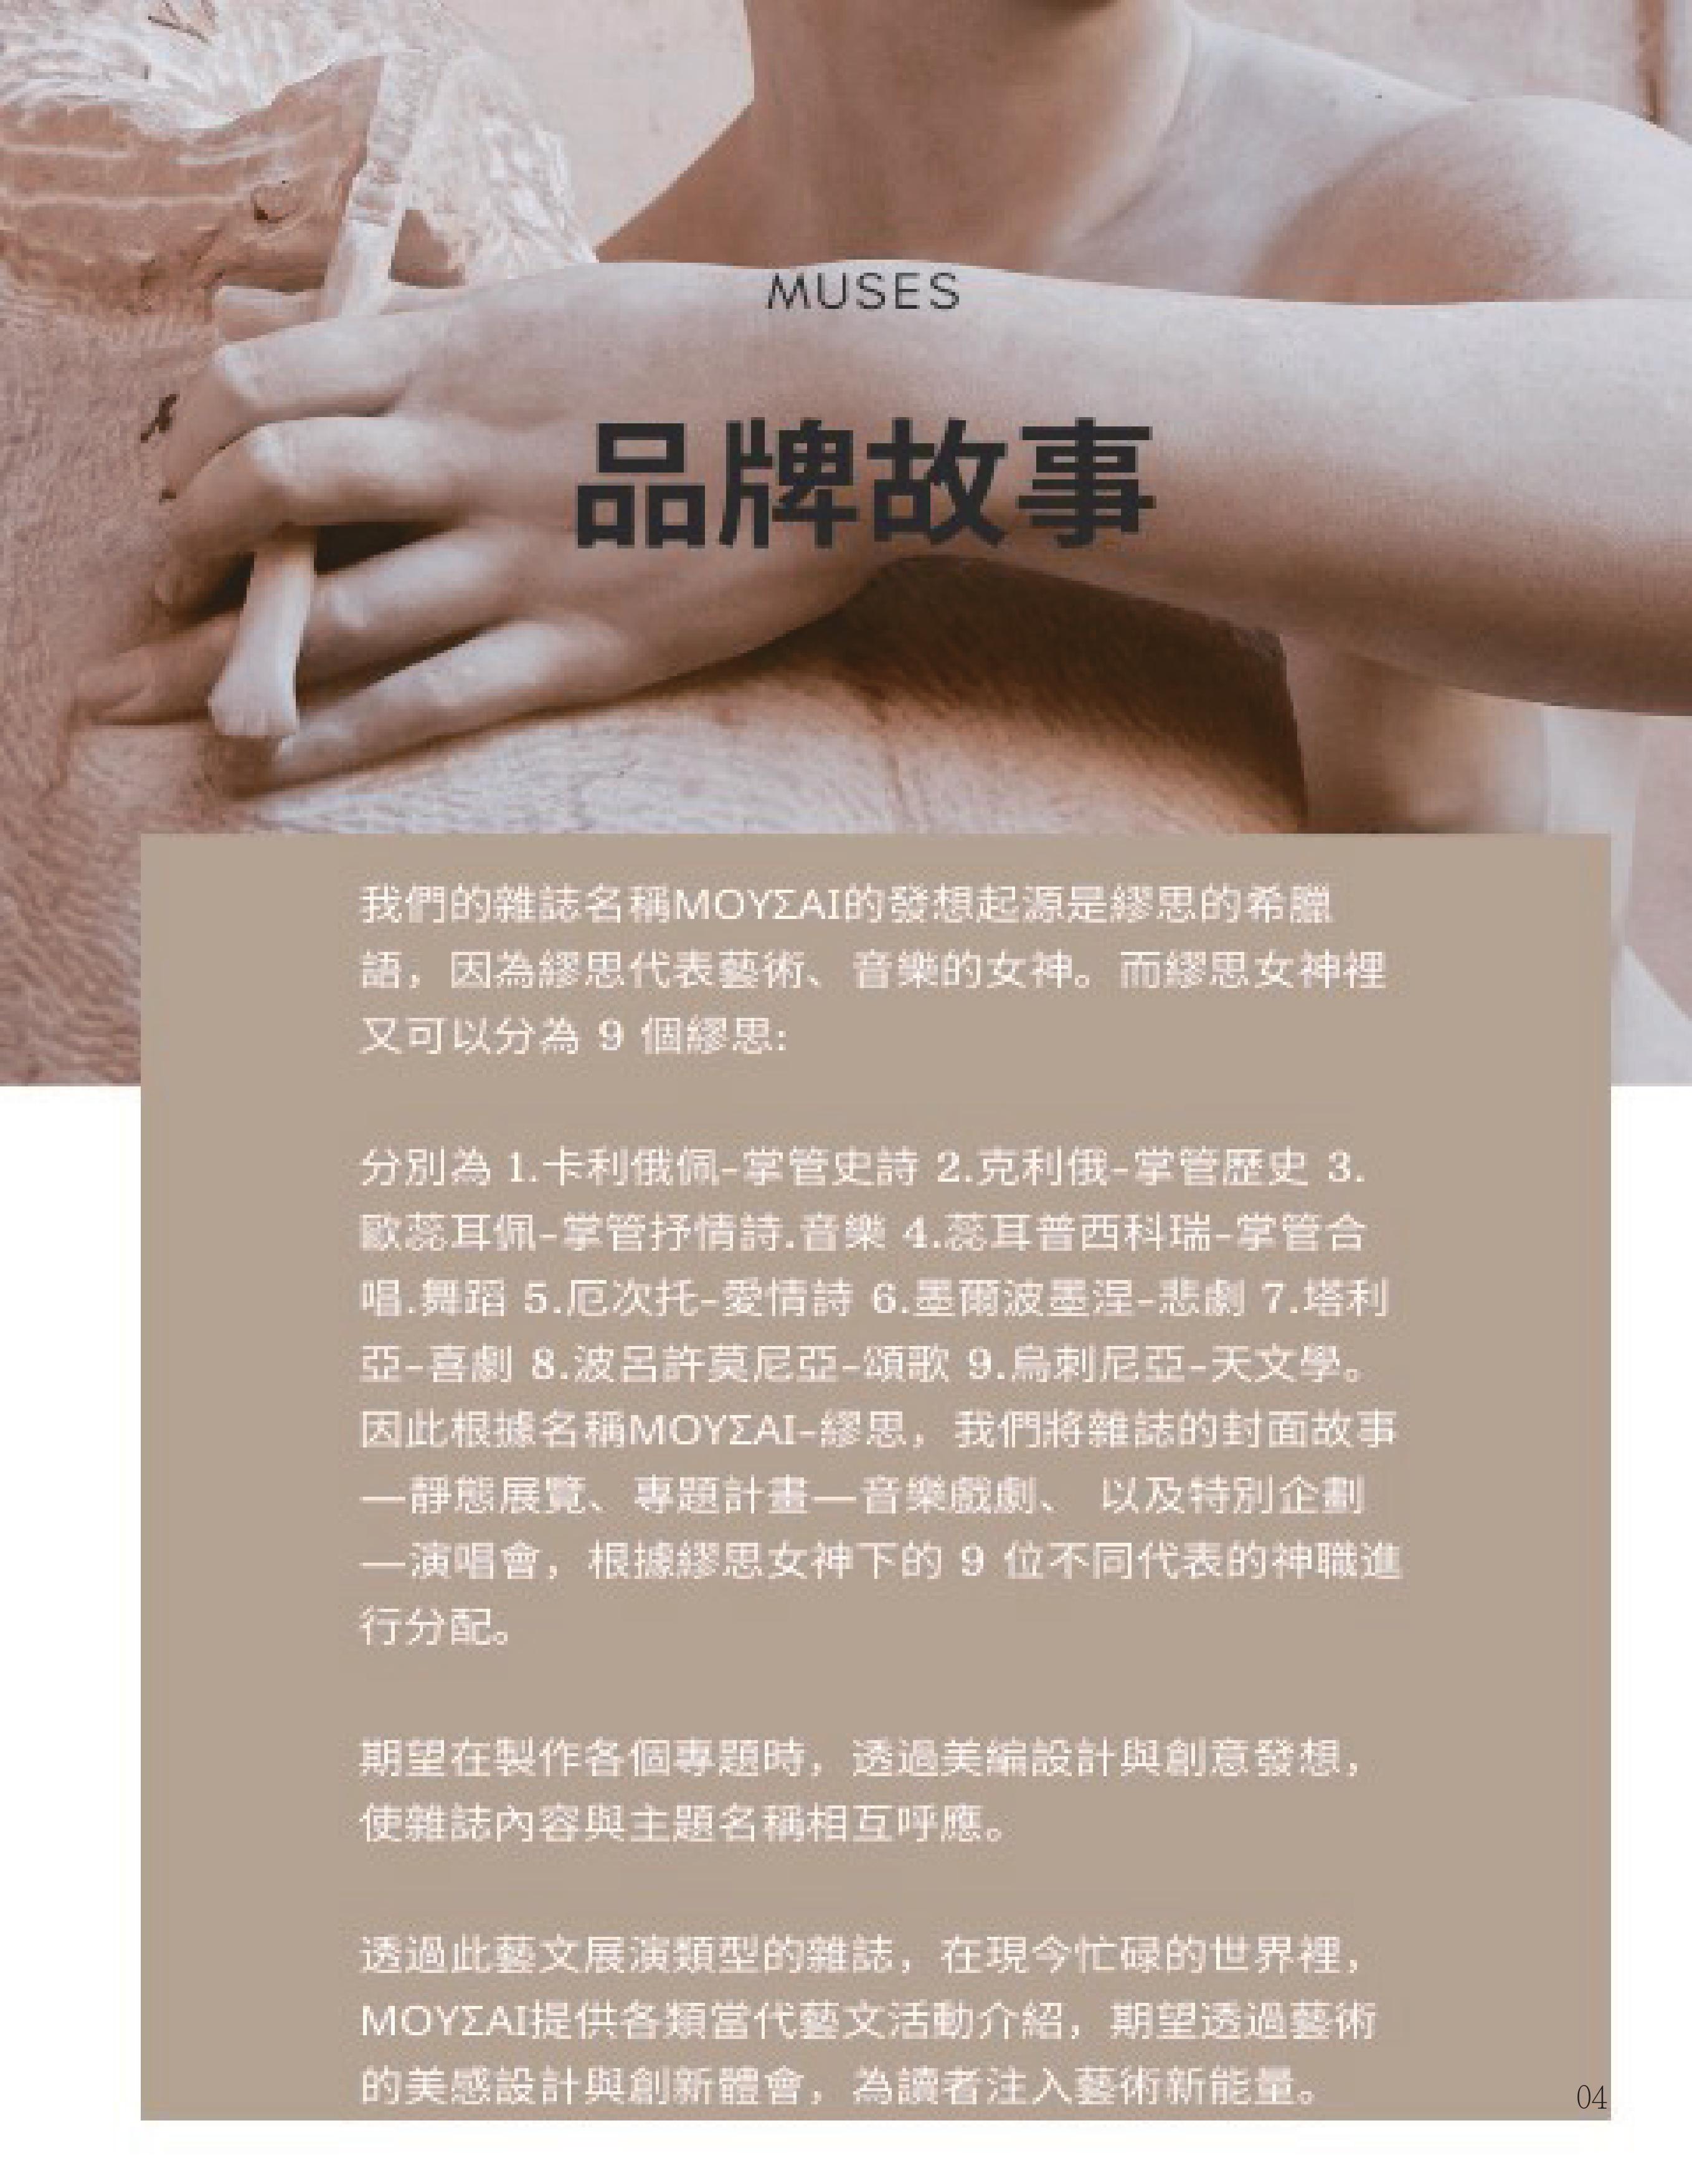 MUSES
品牌故事
我們的雜誌名稱ΜΟΥΣΑΙ的發想起源是繆思的希臘
語，因為繆思代表藝術、音樂的女神。而繆思女神裡
又可以分為 9 個繆思:
分別為 1.卡利俄佩-掌管史詩 2.克利俄-掌管歷史 3.
歐蕊耳佩-掌管抒情詩.音樂 4.蕊耳普西科瑞-掌管合
唱.舞蹈 5.厄次托-愛情詩 6.墨爾波墨涅-悲劇 7.塔利
亞-喜劇 8.波呂許莫尼亞-頌歌 9.烏刺尼亞-天文學。
因此根據名稱ΜΟΥΣΑΙ-繆思，我們將雜誌的封面故事
—靜態展覽、專題計畫—音樂戲劇、 以及特別企劃
—演唱會，根據繆思女神下的 9 位不同代表的神職進
行分配。
期望在製作各個專題時，透過美編設計與創意發想，
使雜誌內容與主題名稱相互呼應。
透過此藝文展演類型的雜誌，在現今忙碌的世界裡，
ΜΟΥΣΑΙ提供各類當代藝文活動介紹，期望透過藝術
的美感設計與創新體會，為讀者注入藝術新能量。
04